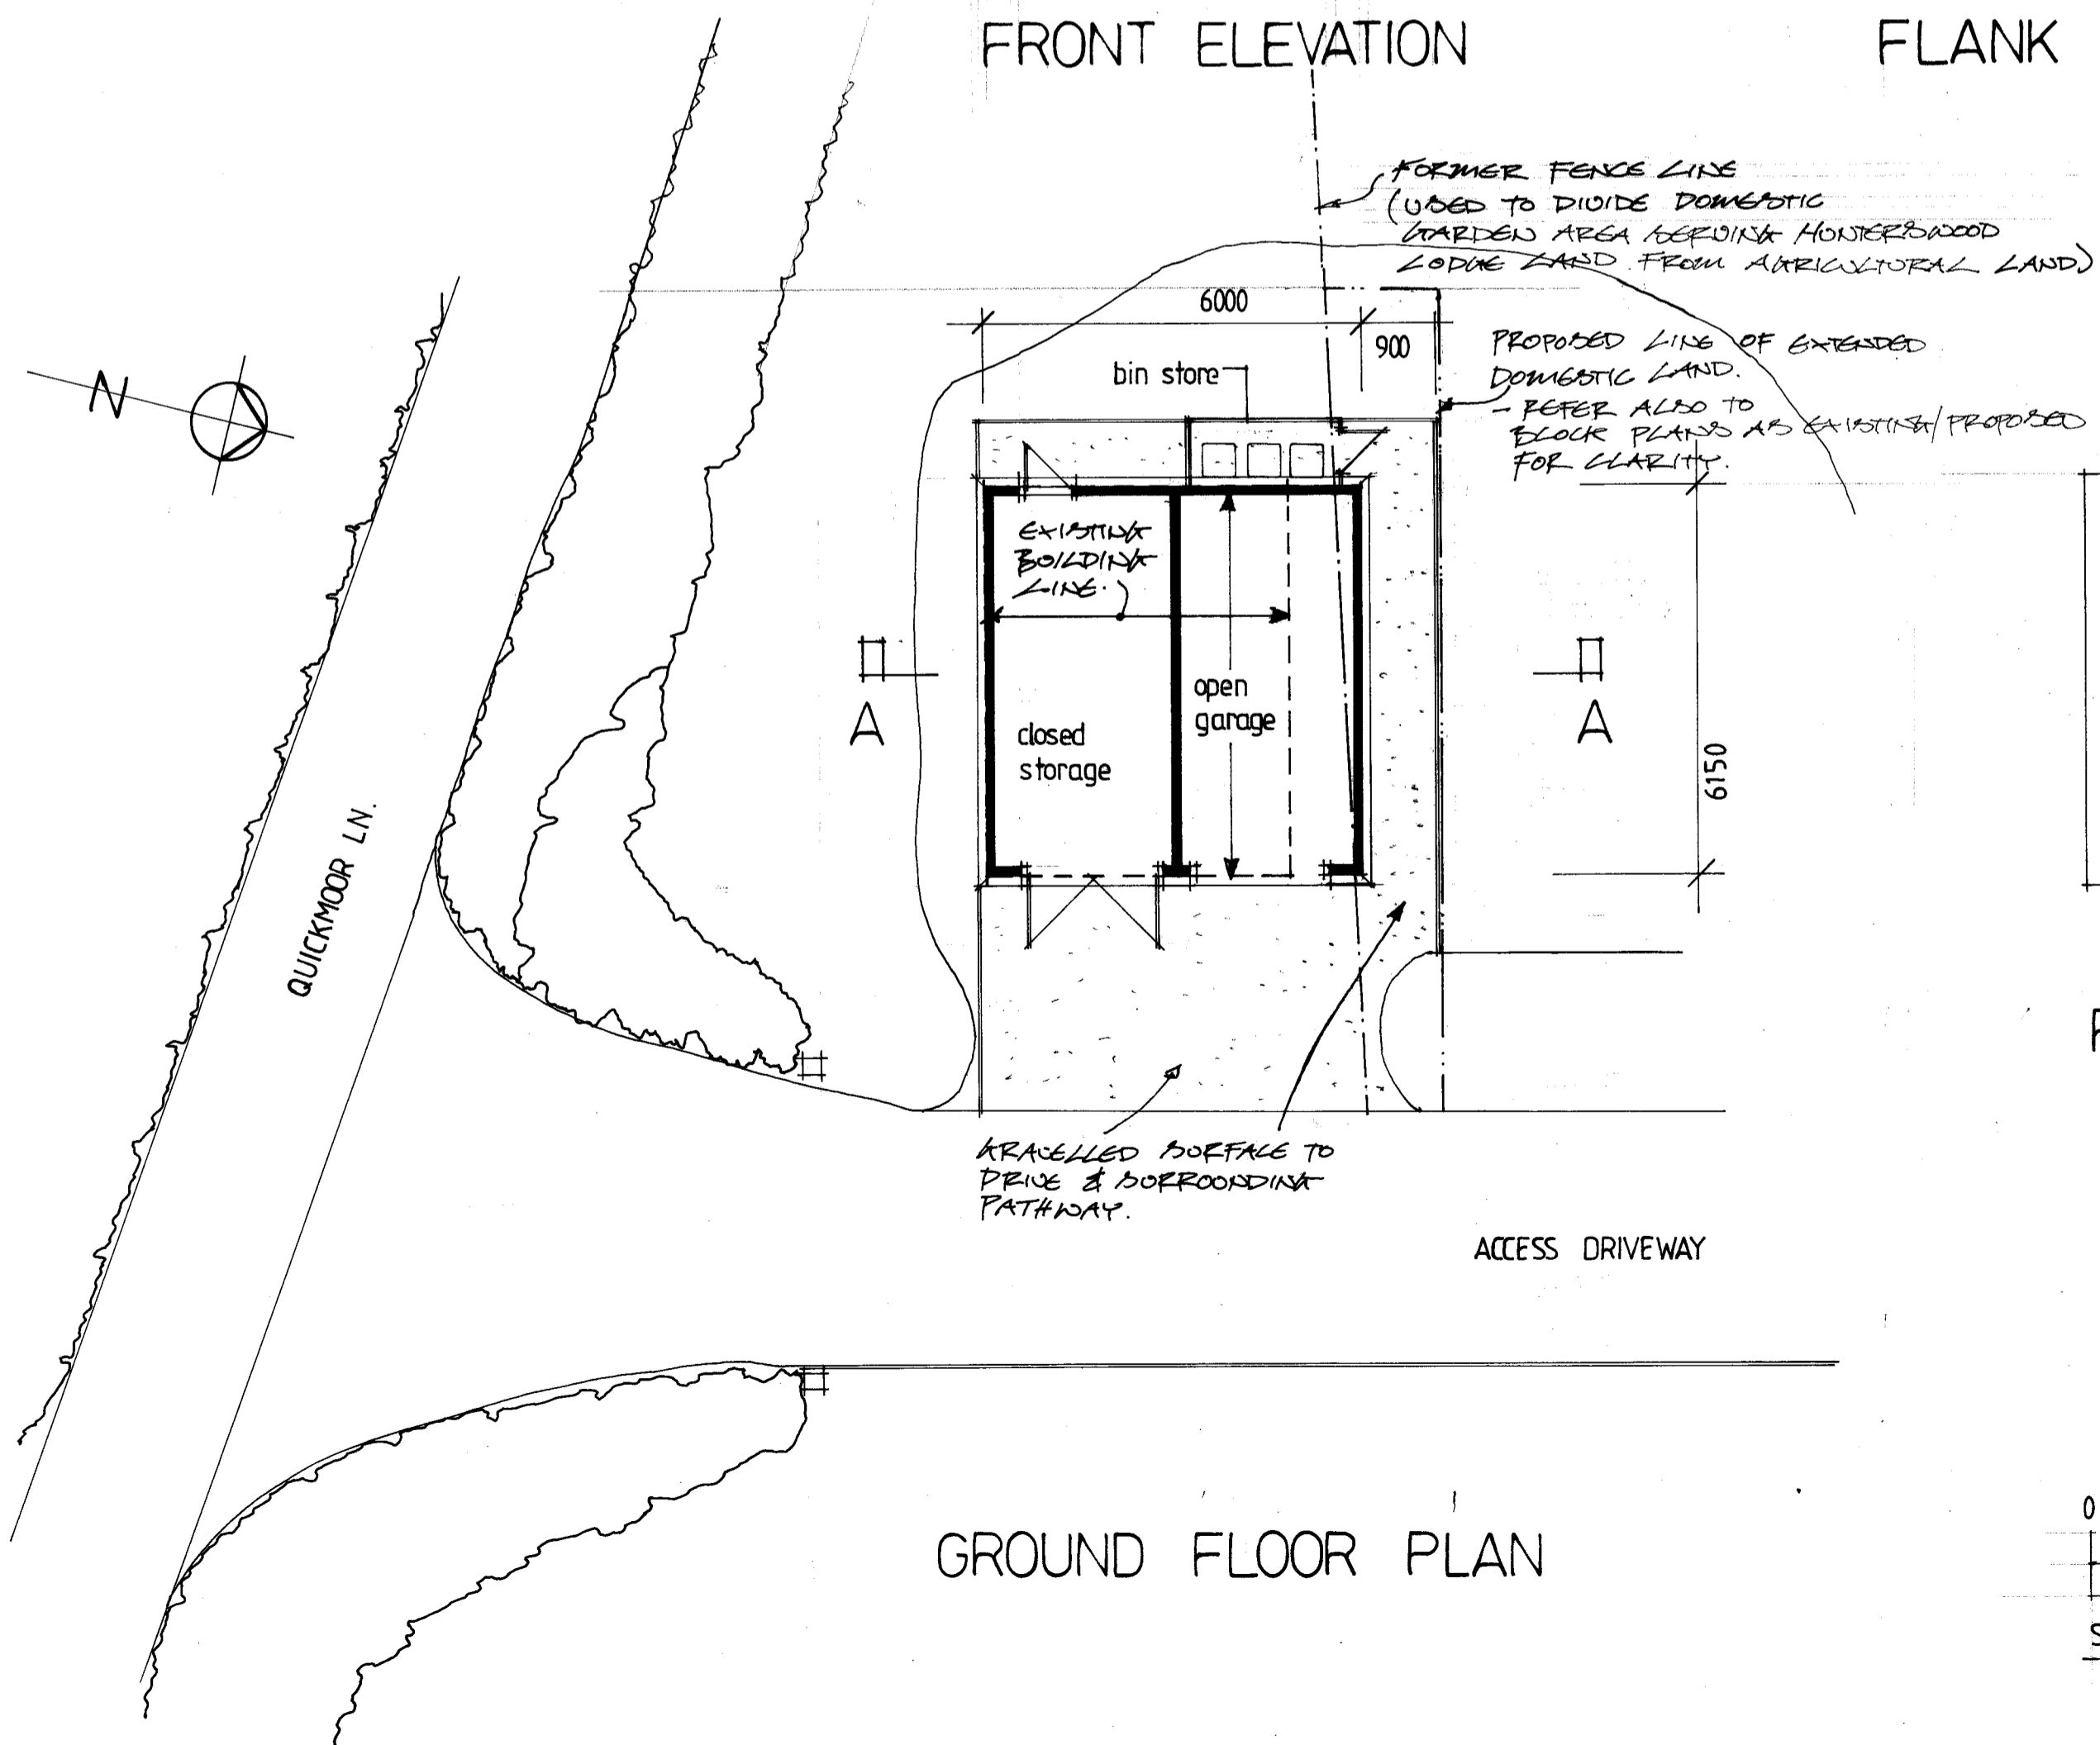 FRONT ELEVATION
FLANK
FORMER FENCE LINE
(USED TO DIVIDE DOMESTIC
GARDEN AREA SERVING HUNTERSWOOD
LODGE LAND FROM AGRICULTURAL LAND)
6000
900
PROPOSED LINE OF EXTENDED
DOMESTIC LAND.
- REFER ALSO TO
BLOCK PLANS AS EXISTING/PROPOSED
FOR CLARITY.
bin store
N
EXISTING
BUILDING
LINE.
open
garage
closed
storage
A
A
6150
QUICKMOOR LN.
GRAVELLED SURFACE TO
DRIVE & SURROUNDING
PATHWAY.
ACCESS DRIVEWAY
GROUND FLOOR PLAN
0